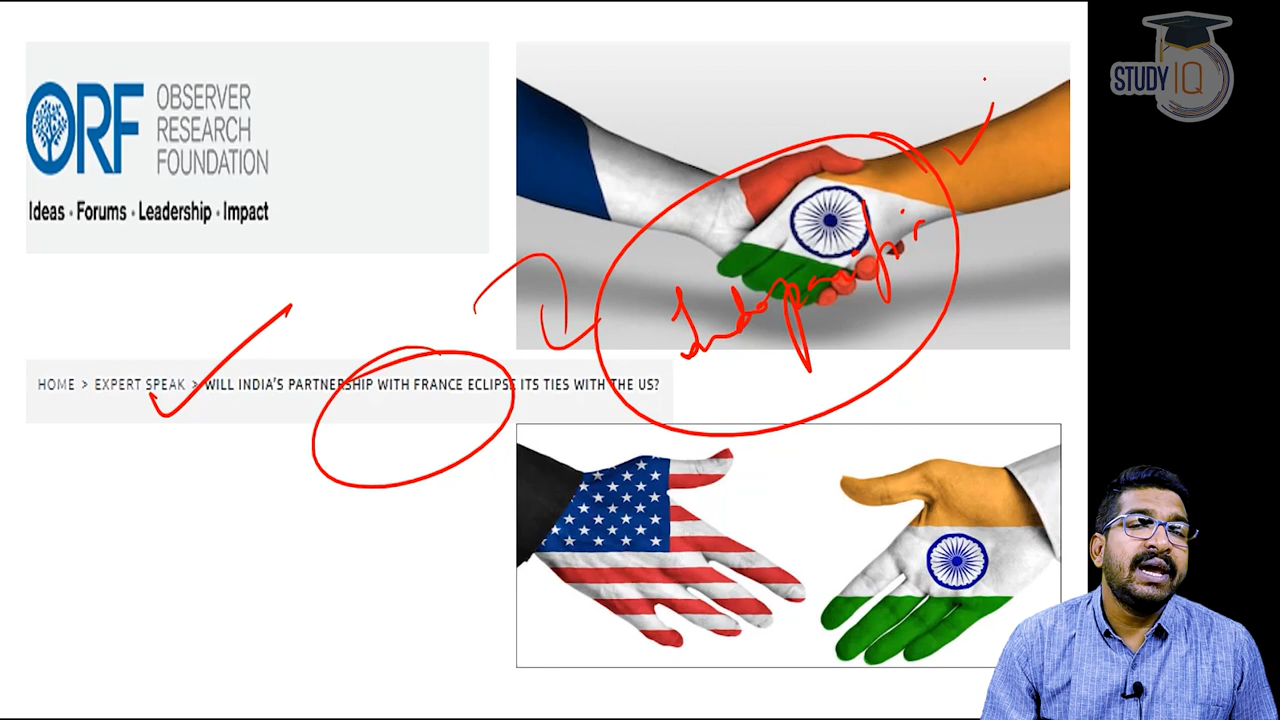 ORF
OBSERVER
RESEARCH
FOUNDATION
Ideas · Forums · Leadership · Impact
STUDY IQ
Indopacific
HOME > EXPERT SPEAK > WILL INDIA'S PARTNERSHIP WITH FRANCE ECLIPSE ITS TIES WITH THE US?